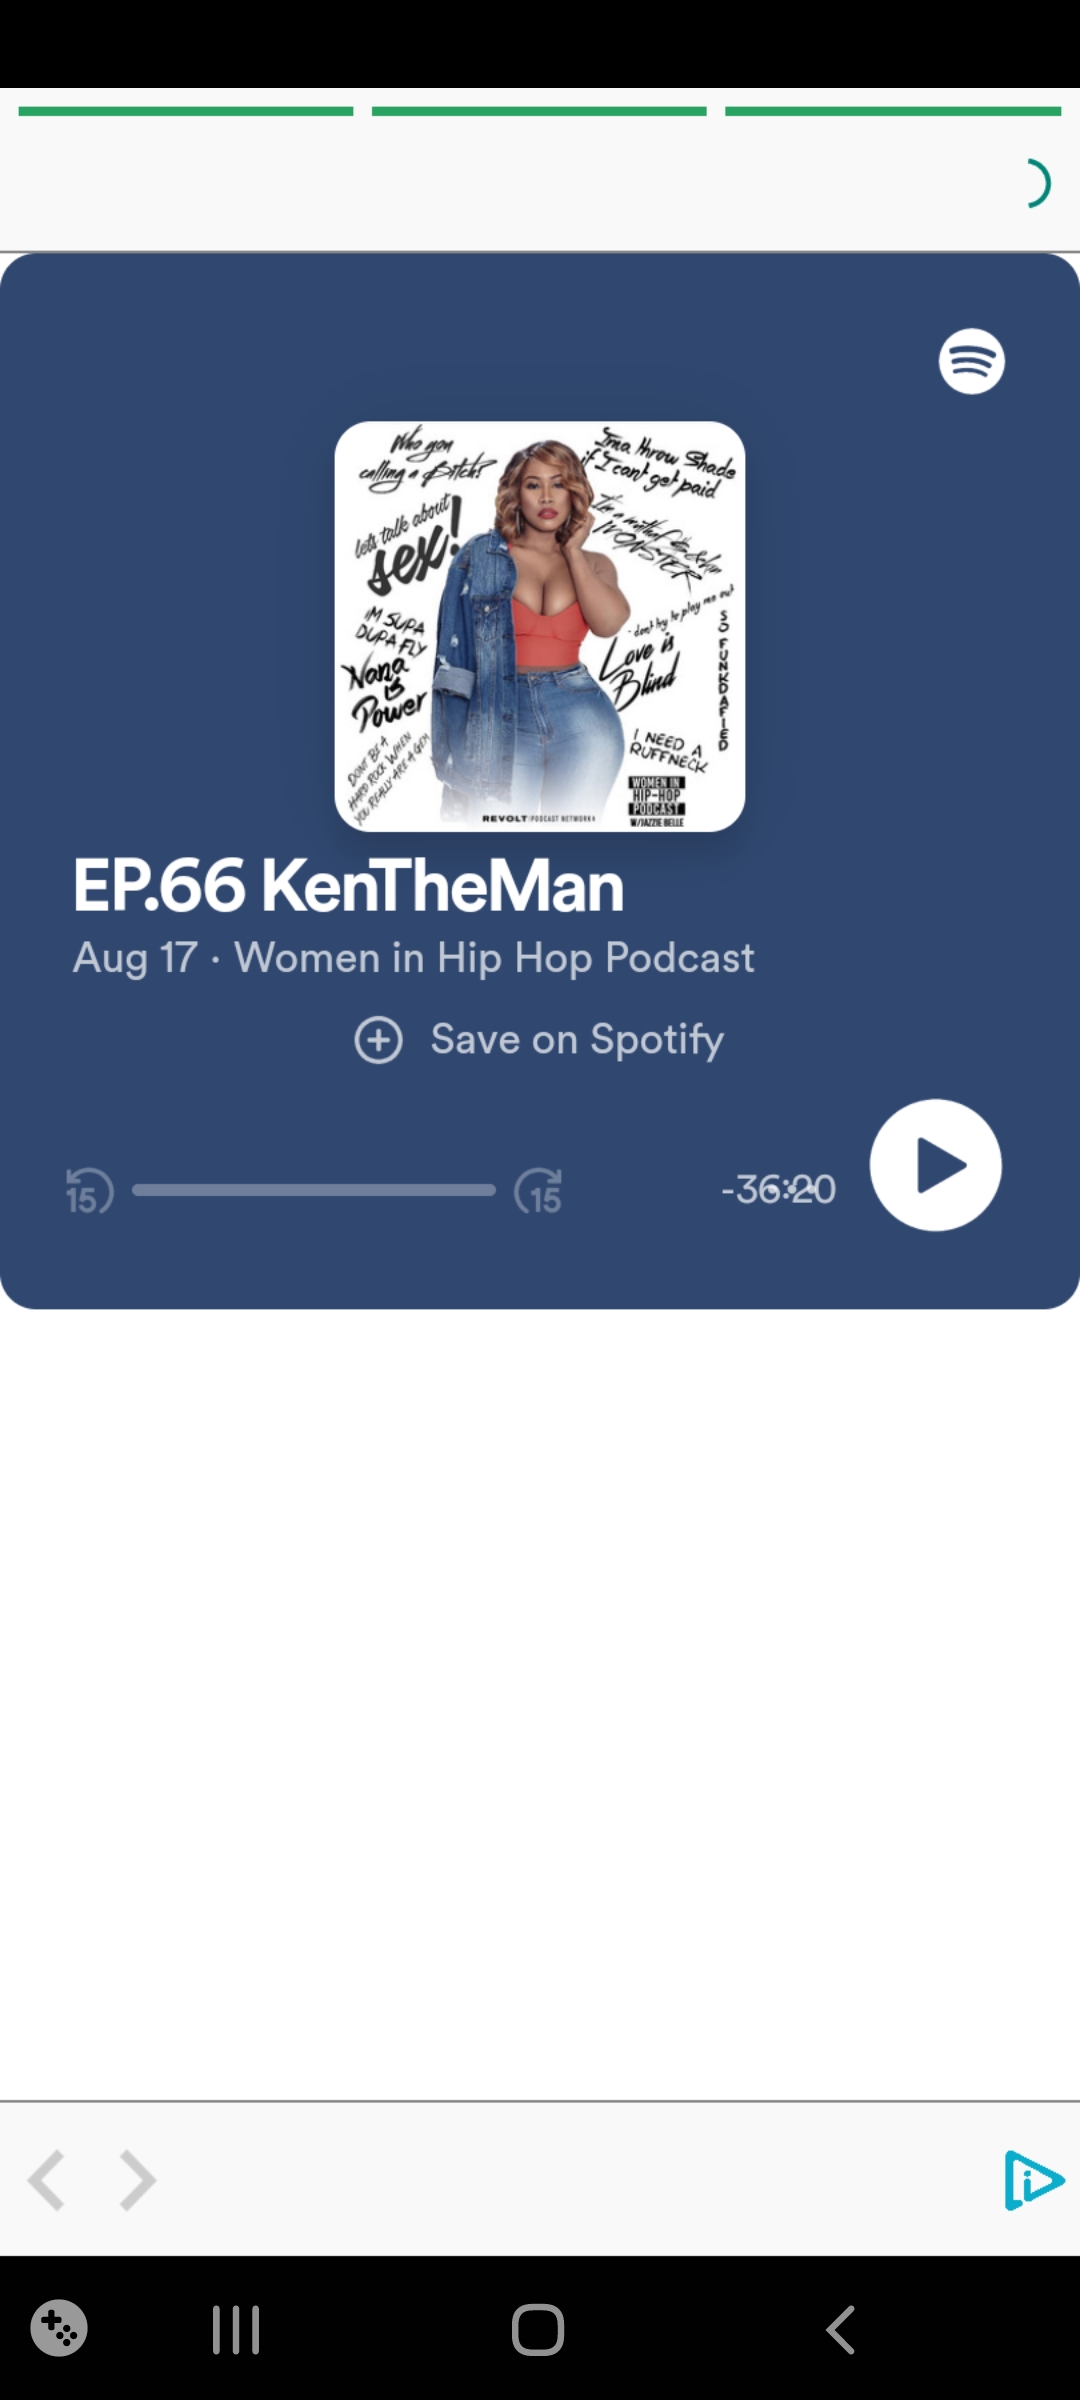 Who you
calling a Bitch?
Ima throw Shade
if I can't get paid
lets talk about
sex!
MONSTER
- dont try to play me out
IM SUPA
DUPA FLY
Love is
Blind
SO FUNKDAFIED
Nana
is
Power
I NEED A
RUFFNECK
DONT BE A
HARD ROCK WHEN
YOU REALLY ARE A GEM
WOMEN IN
HIP-HOP
PODCAST
W/JAZZIE BELLE
REVOLT PODCAST NETWORK
EP.66 KenTheMan
Aug 17 · Women in Hip Hop Podcast
Save on Spotify
15
15
-36:20